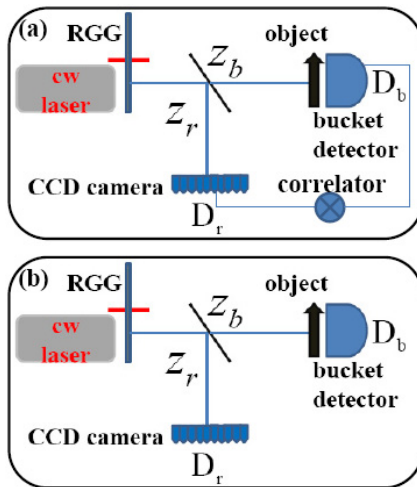 (a)
RGG
object
z_b
cw
laser
D_b
z_r
bucket
detector
CCD camera
correlator
D_r
(b)
RGG
object
z_b
cw
laser
D_b
z_r
bucket
detector
CCD camera
D_r